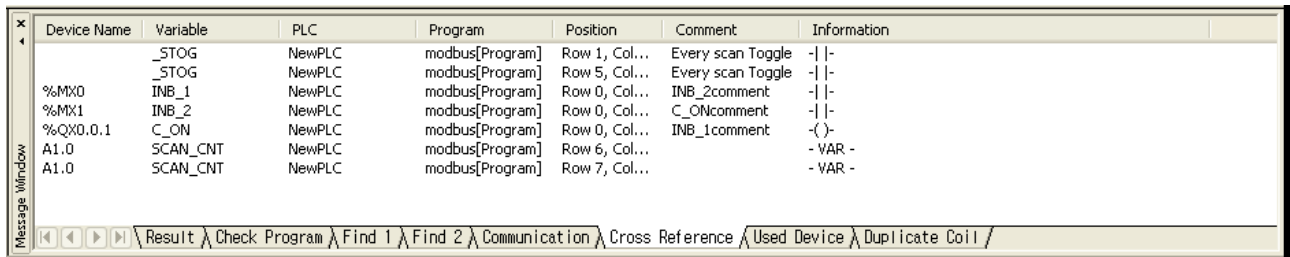 Device Name Variable PLC Program Position Comment Information
_STOG NewPLC modbus[Program] Row 1, Col... Every scan Toggle -| |-
_STOG NewPLC modbus[Program] Row 5, Col... Every scan Toggle -| |-
%MX0 INB_1 NewPLC modbus[Program] Row 0, Col... INB_2comment -| |-
%MX1 INB_2 NewPLC modbus[Program] Row 0, Col... C_ONcomment -| |-
%QX0.0.1 C_ON NewPLC modbus[Program] Row 0, Col... INB_1comment -( )-
A1.0 SCAN_CNT NewPLC modbus[Program] Row 6, Col... - VAR -
A1.0 SCAN_CNT NewPLC modbus[Program] Row 7, Col... - VAR -
Message Window
Result Check Program Find 1 Find 2 Communication Cross Reference Used Device Duplicate Coil